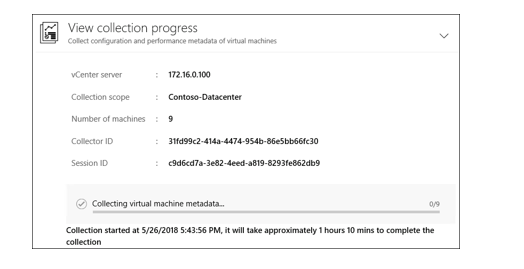 View collection progress
Collect configuration and performance metadata of virtual machines
vCenter server : 172.16.0.100
Collection scope : Contoso-Datacenter
Number of machines : 9
Collector ID : 31fd99c2-414a-4474-954b-86e5bb66fc30
Session ID : c9d6cd7a-3e82-4eed-a819-8293fe862db9
Collecting virtual machine metadata... 0/9
Collection started at 5/26/2018 5:43:56 PM, it will take approximately 1 hours 10 mins to complete the
collection